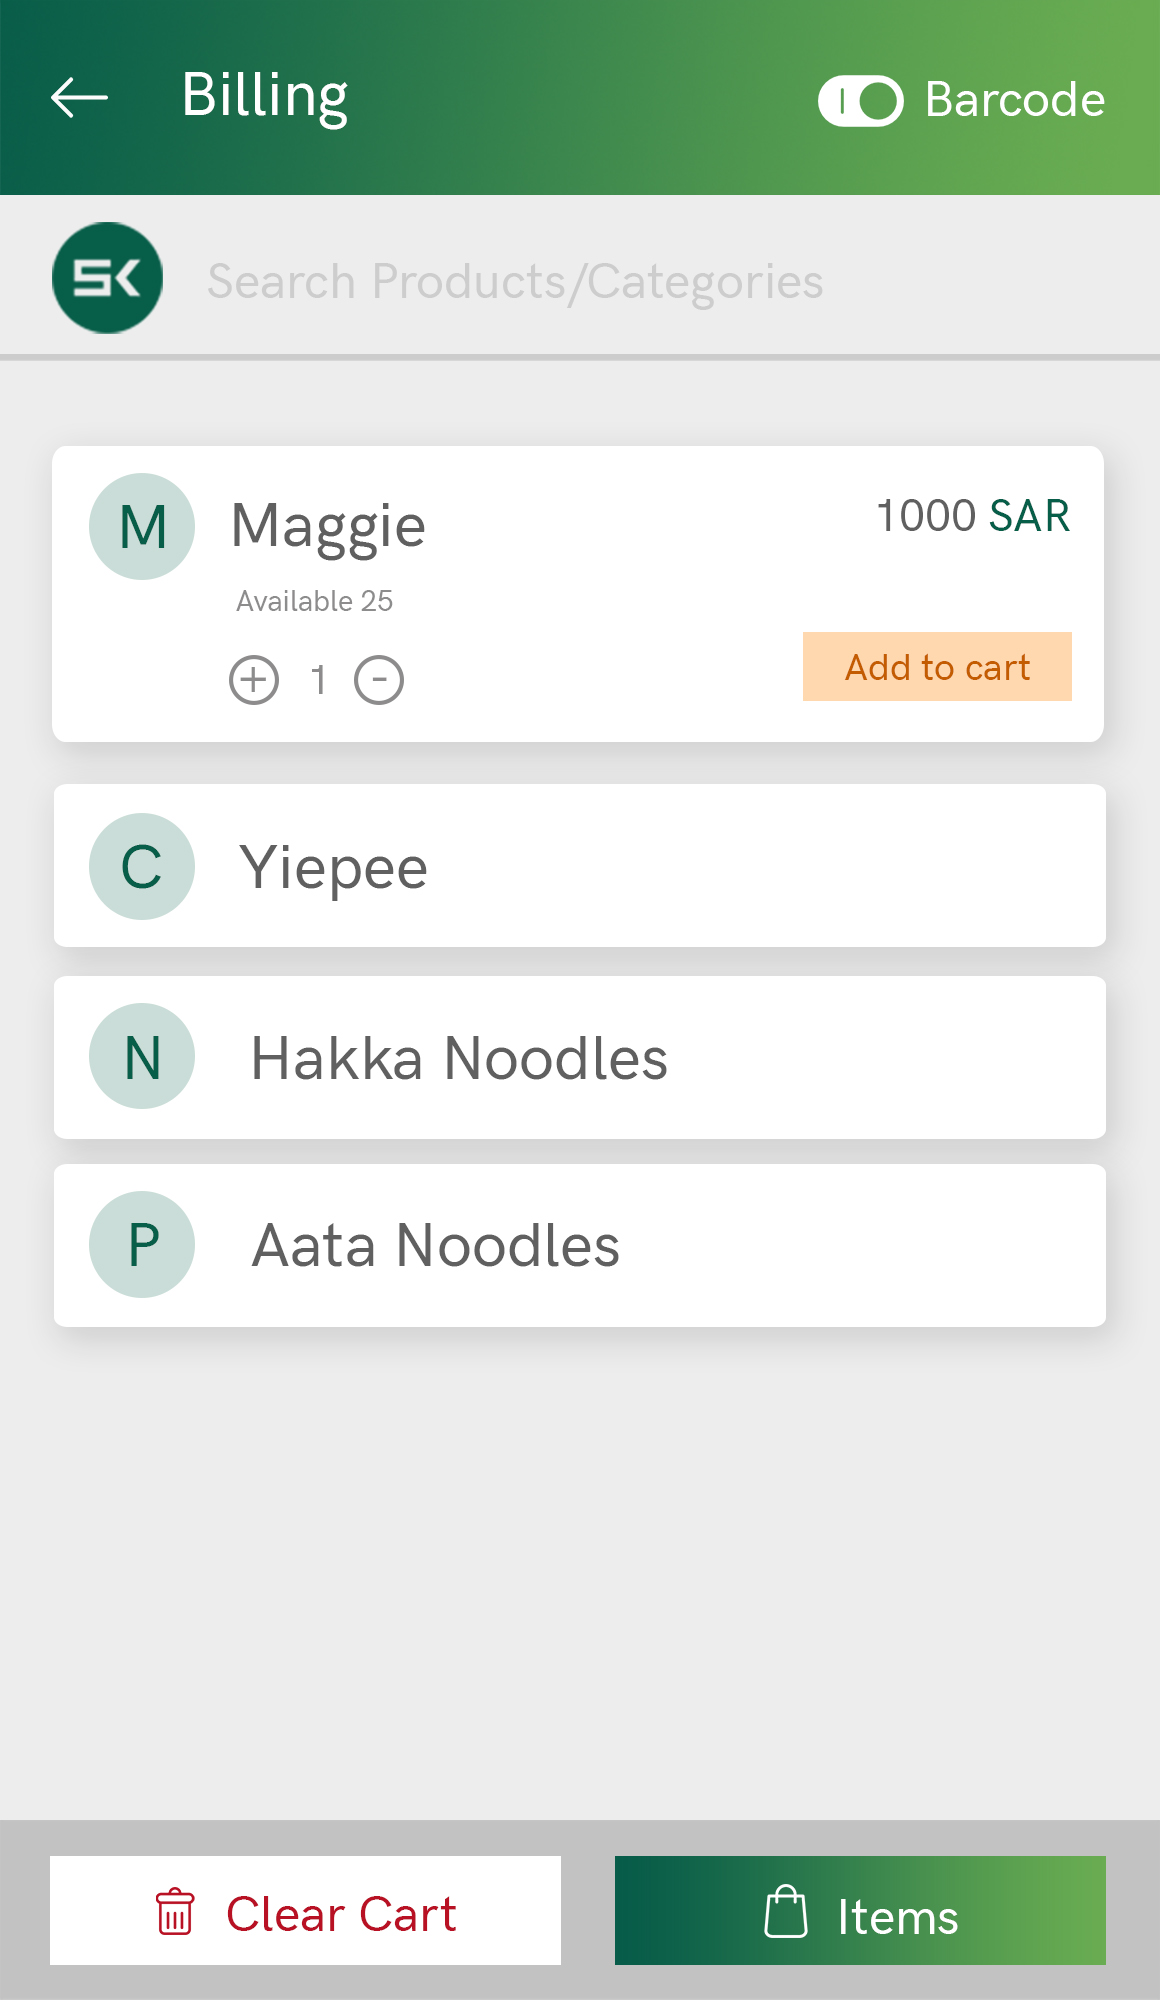 Billing
Barcode
SK
Search Products/Categories
M Maggie
1000 SAR
Available 25
+ 1 -
Add to cart
C Yiepee
N Hakka Noodles
P Aata Noodles
Clear Cart
Items